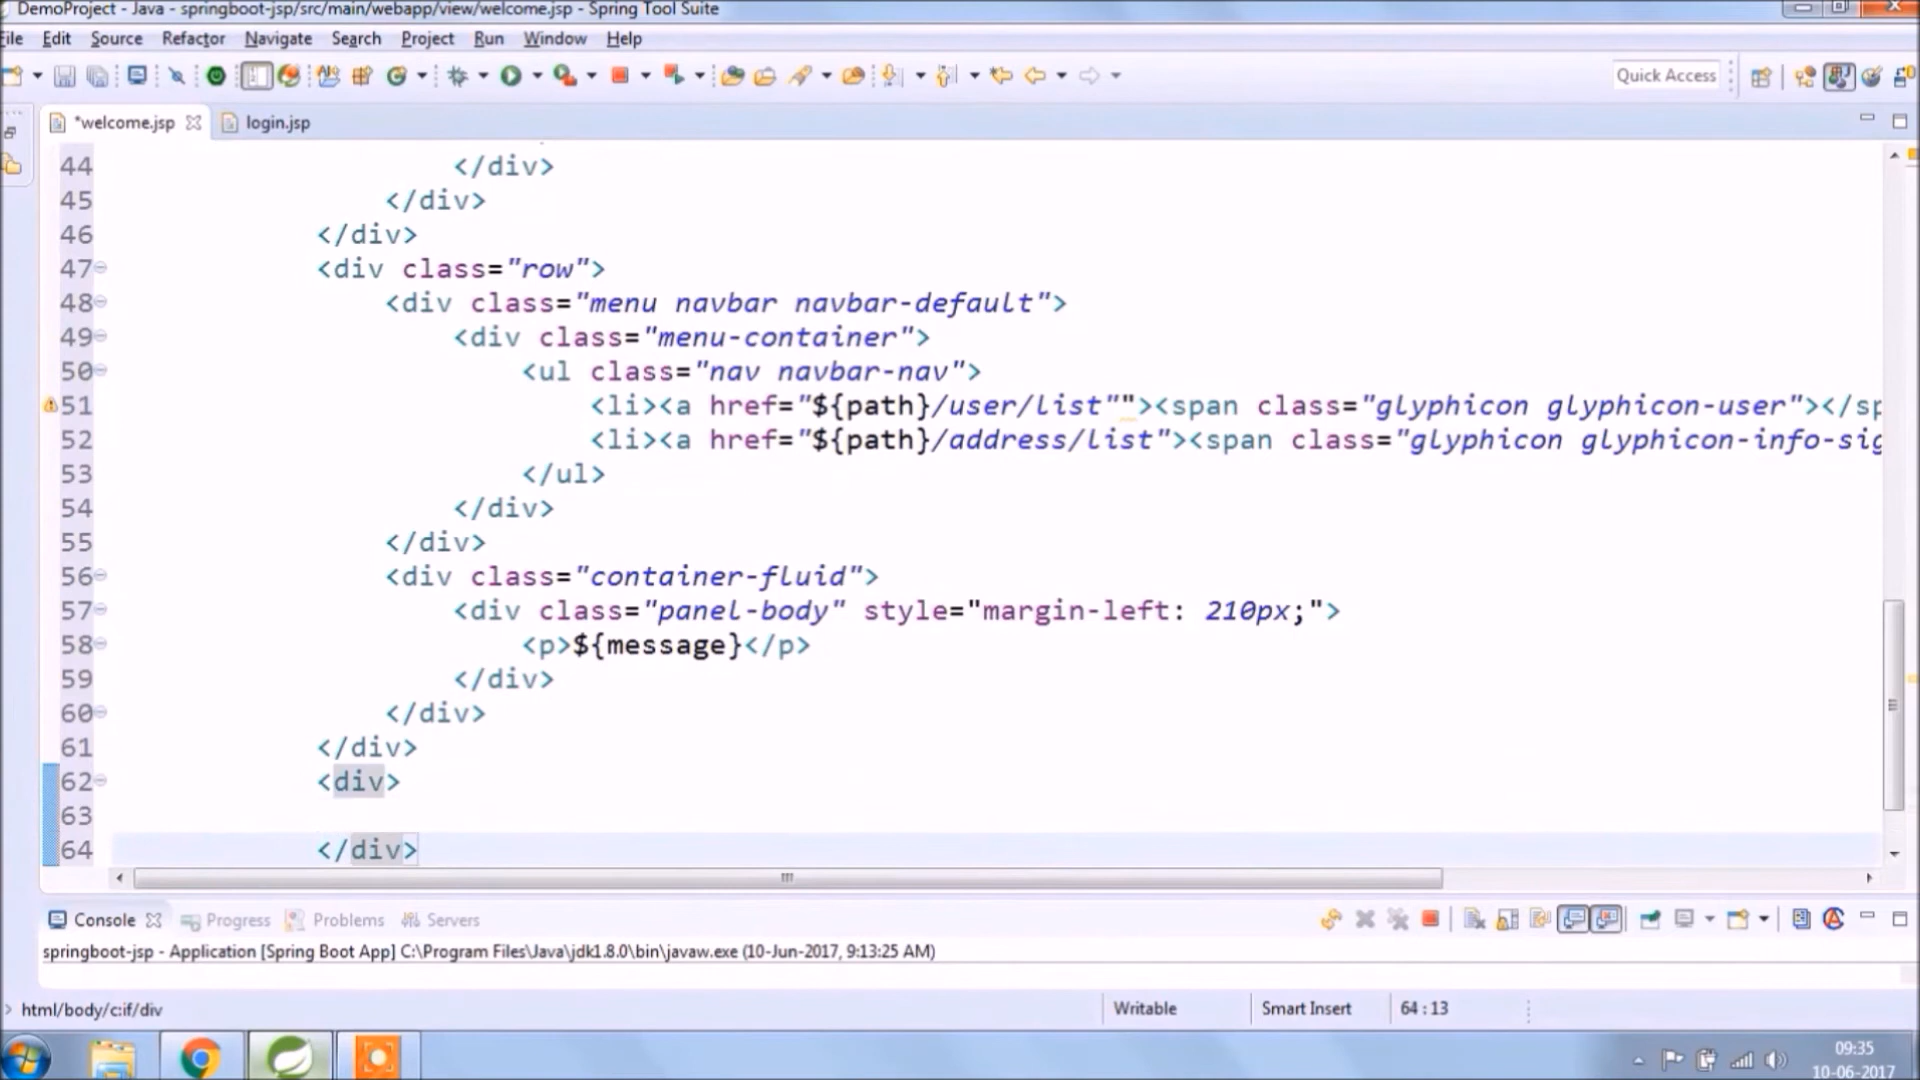 DemoProject - Java - springboot-jsp/src/main/webapp/view/welcome.jsp - Spring Tool Suite
File Edit Source Refactor Navigate Search Project Run Window Help
Quick Access
*welcome.jsp login.jsp
44 </div>
45 </div>
46 </div>
47 <div class="row">
48 <div class="menu navbar navbar-default">
49 <div class="menu-container">
50 <ul class="nav navbar-nav">
51 <li><a href="${path}/user/list""><span class="glyphicon glyphicon-user"></sp
52 <li><a href="${path}/address/list"><span class="glyphicon glyphicon-info-sig
53 </ul>
54 </div>
55 </div>
56 <div class="container-fluid">
57 <div class="panel-body" style="margin-left: 210px;">
58 <p>${message}</p>
59 </div>
60 </div>
61 </div>
62 <div>
63
64 </div>
Console Progress Problems Servers
springboot-jsp - Application [Spring Boot App] C:\Program Files\Java\jdk1.8.0\bin\javaw.exe (10-Jun-2017, 9:13:25 AM)
html/body/c:if/div Writable Smart Insert 64 : 13
09:35
10-06-2017